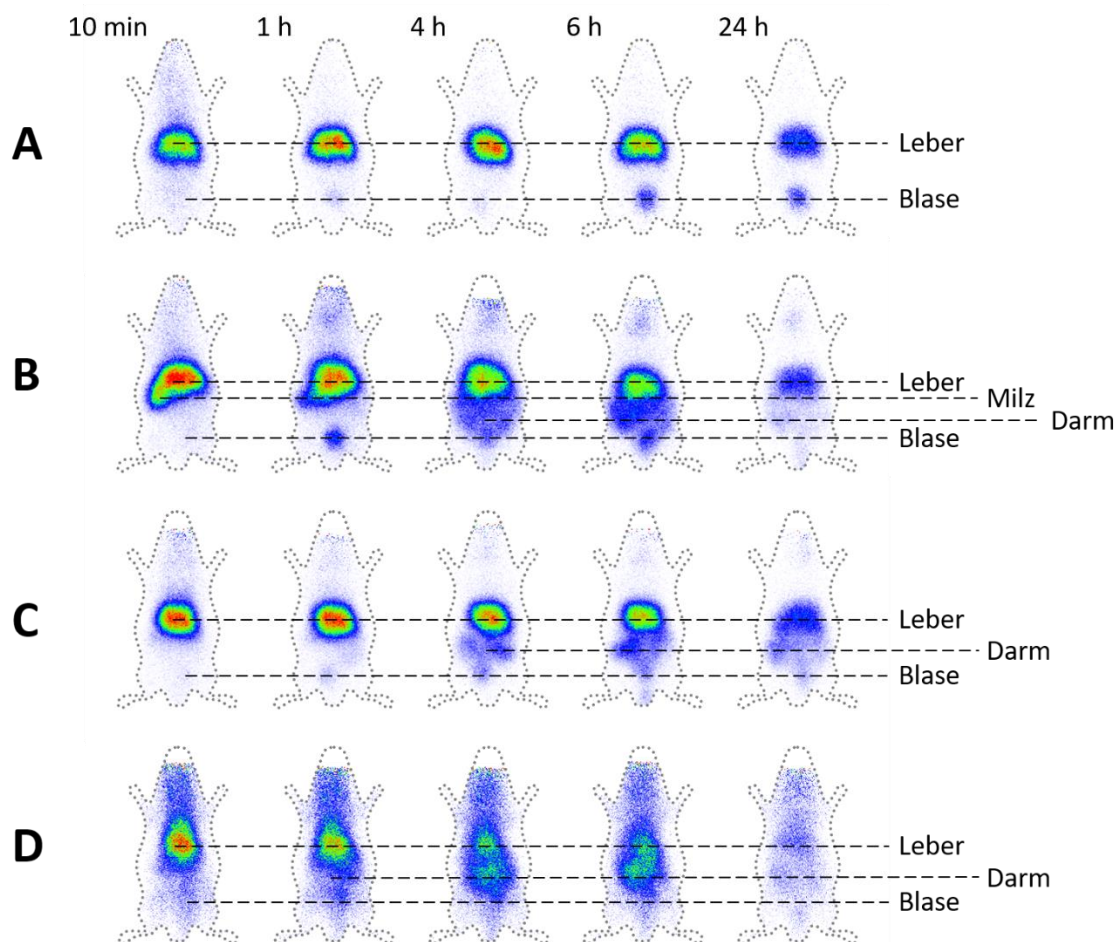 10 min 1 h 4 h 6 h 24 h
A
Leber
Blase
B
Leber
Milz
Darm
Blase
C
Leber
Darm
Blase
D
Leber
Darm
Blase